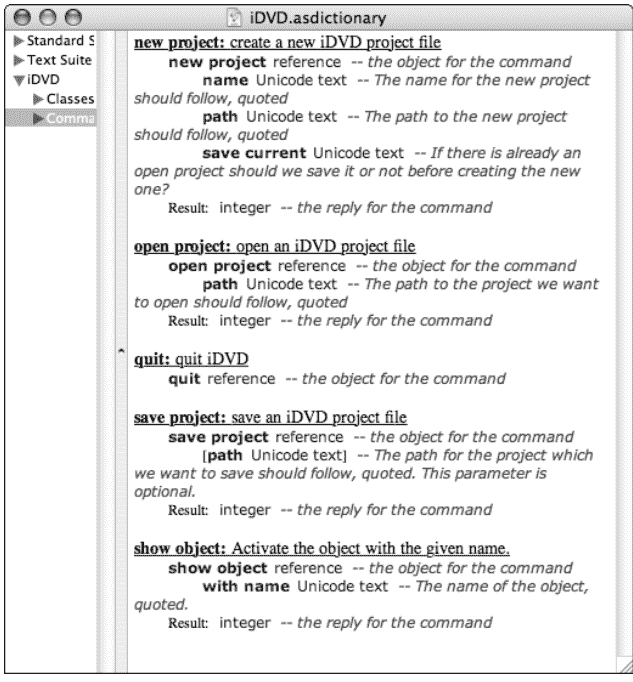 iDVD.asdictionary
Standard S
Text Suite
iDVD
Classes
Comma
new project: create a new iDVD project file
new project reference -- the object for the command
name Unicode text -- The name for the new project
should follow, quoted
path Unicode text -- The path to the new project
should follow, quoted
save current Unicode text -- If there is already an
open project should we save it or not before creating the new
one?
Result: integer -- the reply for the command
open project: open an iDVD project file
open project reference -- the object for the command
path Unicode text -- The path to the project we want
to open should follow, quoted
Result: integer -- the reply for the command
quit: quit iDVD
quit reference -- the object for the command
save project: save an iDVD project file
save project reference -- the object for the command
[path Unicode text] -- The path for the project which
we want to save should follow, quoted. This parameter is
optional.
Result: integer -- the reply for the command
show object: Activate the object with the given name.
show object reference -- the object for the command
with name Unicode text -- The name of the object,
quoted.
Result: integer -- the reply for the command